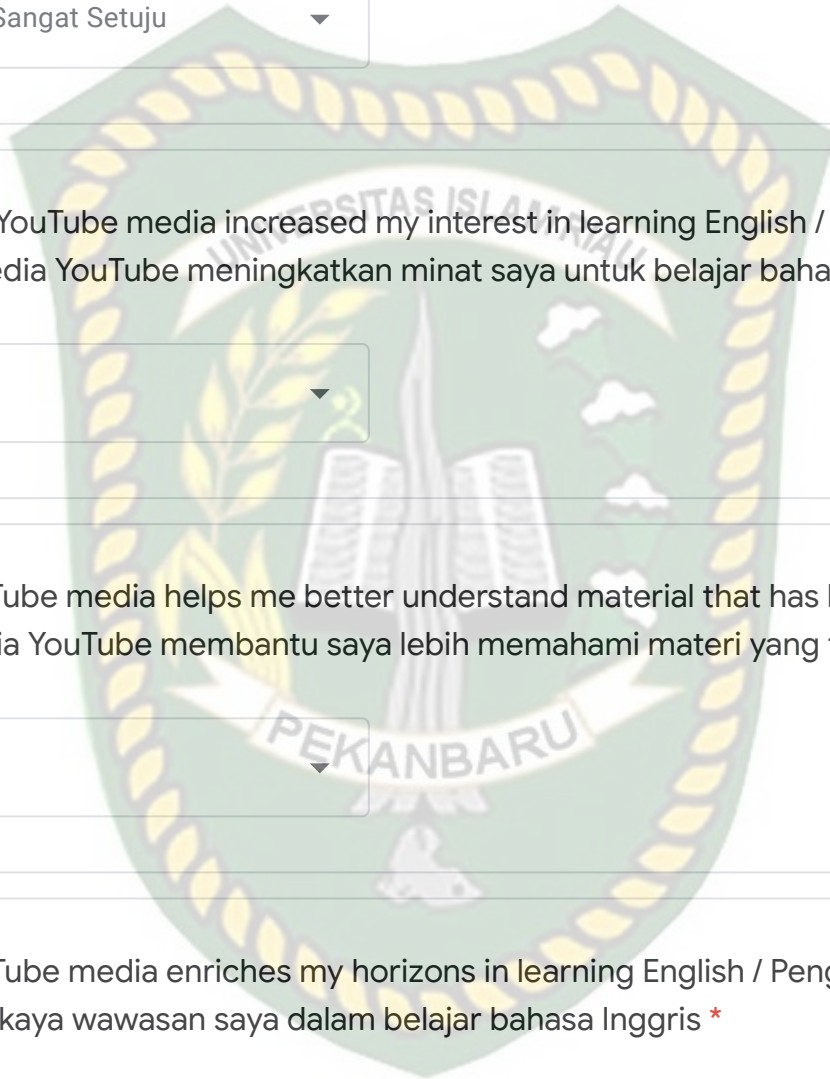 Sangat Setuju
UNIVERSITAS ISLAM RIAU
YouTube media increased my interest in learning English /
dia YouTube meningkatkan minat saya untuk belajar baha
Tube media helps me better understand material that has
ia YouTube membantu saya lebih memahami materi yang
PEKANBARU
Tube media enriches my horizons in learning English / Peng
kaya wawasan saya dalam belajar bahasa Inggris *